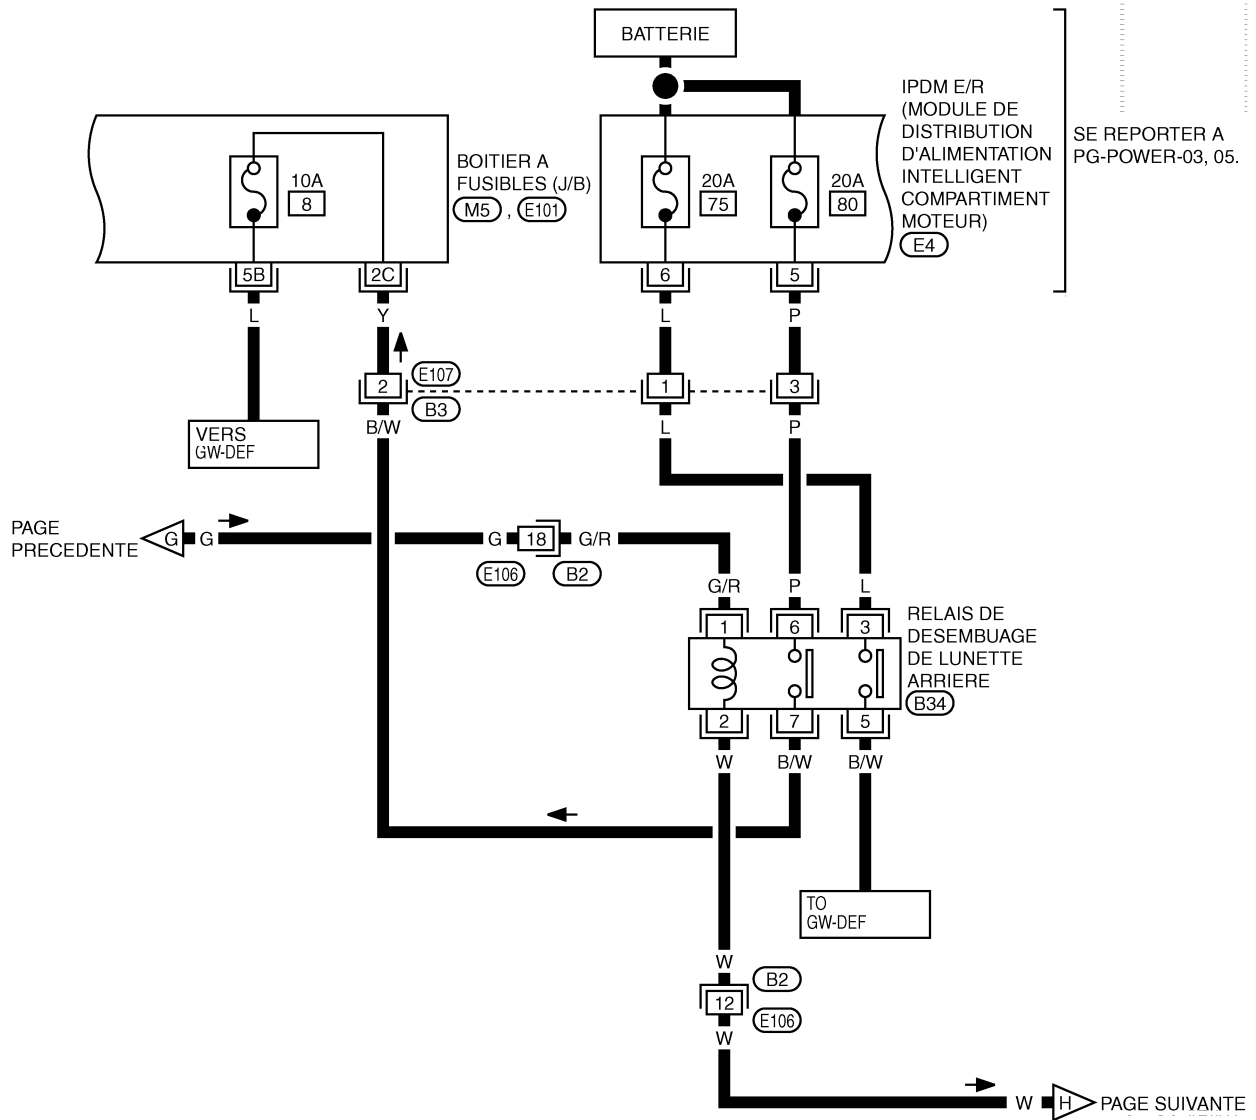 BATTERIE
IPDM E/R
(MODULE DE
DISTRIBUTION
D'ALIMENTATION
INTELLIGENT
COMPARTIMENT
MOTEUR)
E4
SE REPORTER A
PG-POWER-03, 05.
BOITIER A
FUSIBLES (J/B)
M5 , E101
10A
8
20A
75
20A
80
5B
2C
6
5
L
Y
L
P
2
E107
B3
1
3
B/W
L
P
VERS
GW-DEF
PAGE
PRECEDENTE
G
G
G
18
G/R
E106
B2
G/R
P
L
1
6
3
RELAIS DE
DESEMBUAGE
DE LUNETTE
ARRIERE
B34
2
7
5
W
B/W
B/W
TO
GW-DEF
W
B2
12
E106
W
W
H
PAGE SUIVANTE